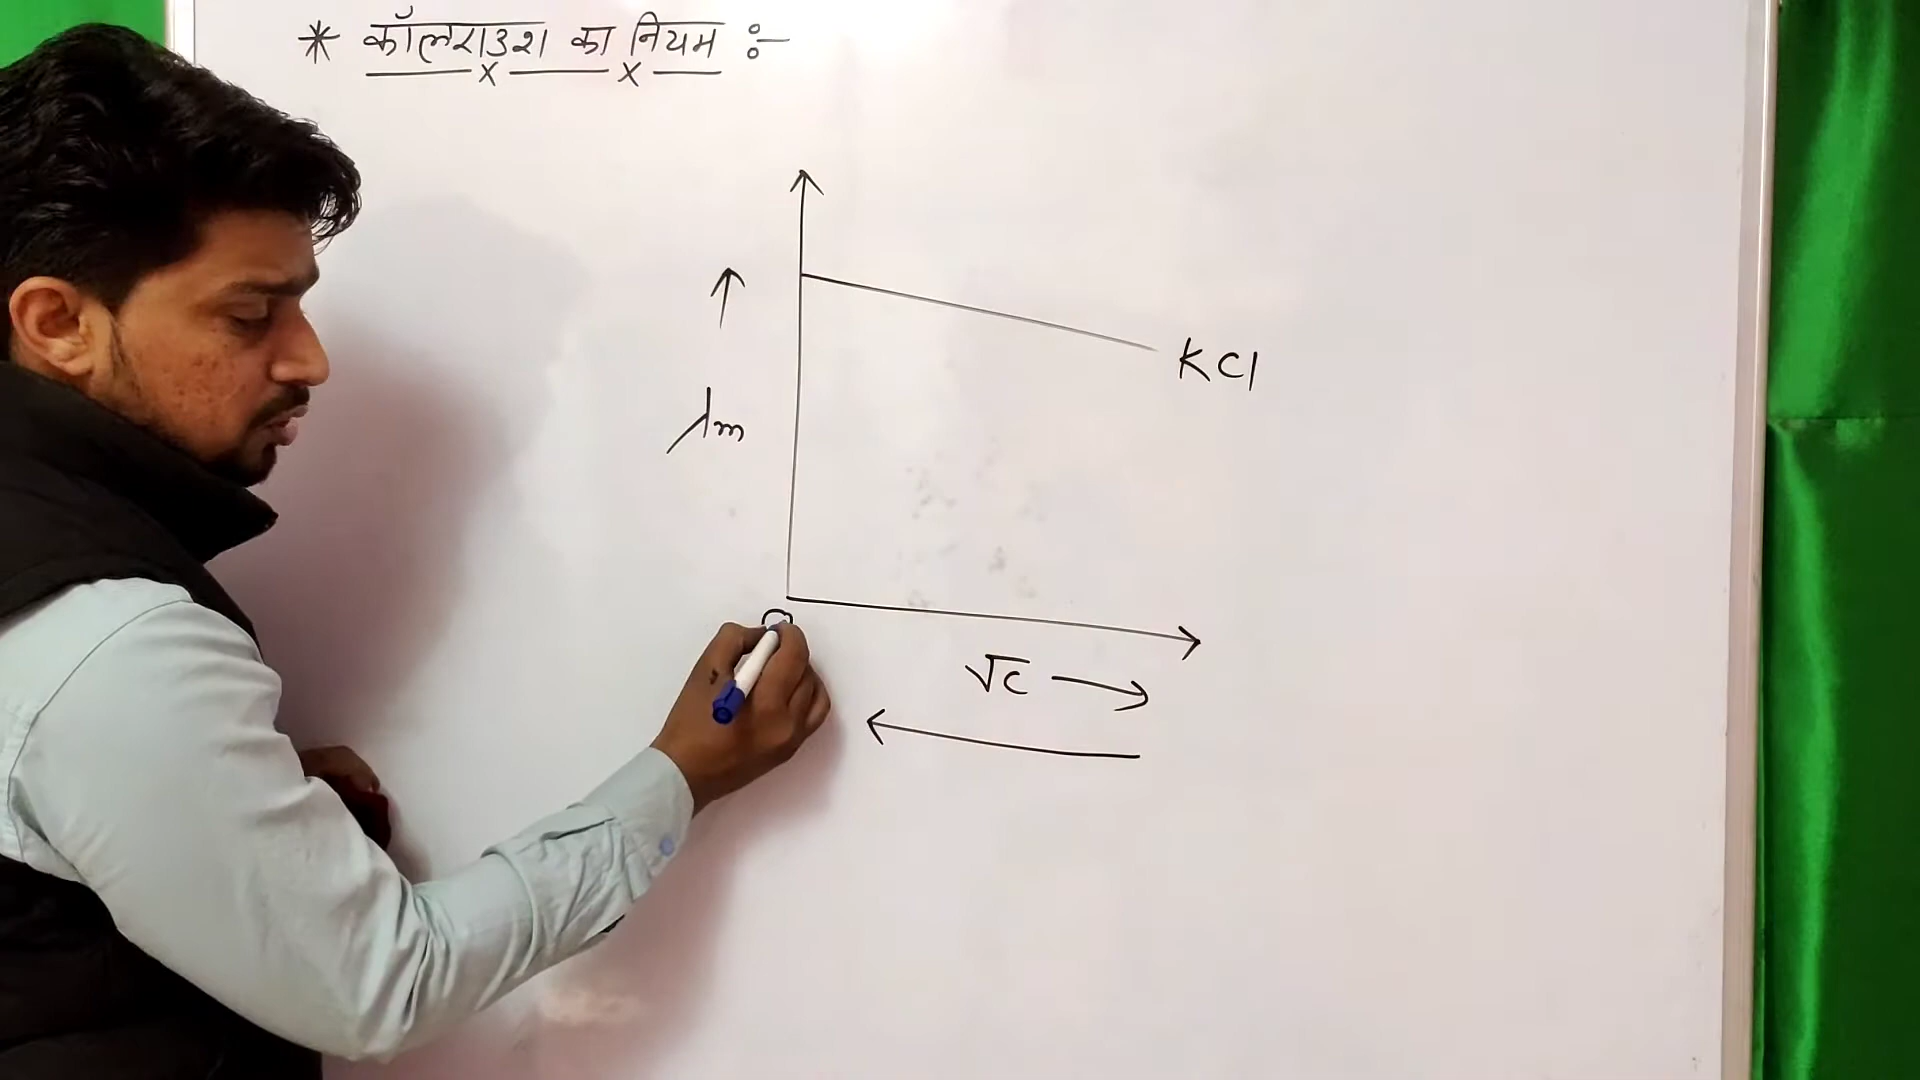 * कॉलराउश का नियम :-
KCl
λm
√c